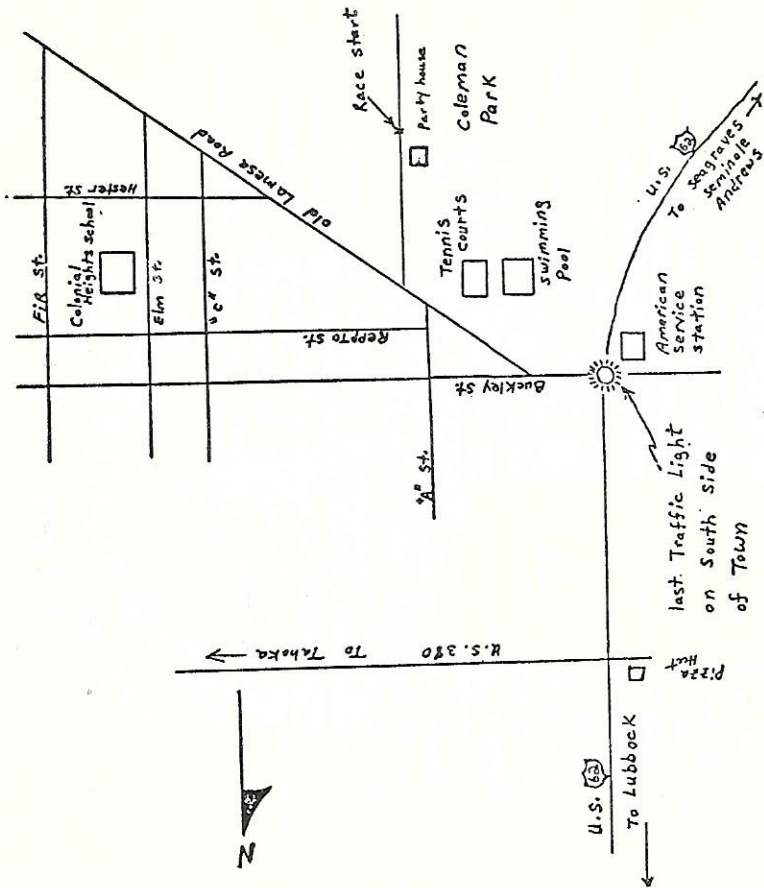 Race start
Party house
Coleman
Park
old Lamesa Road
Hester St.
Fir St.
Colonial
Heights School
Elm St.
"C" St.
Reppto St.
Buckley St.
"A" St.
Tennis
courts
swimming
Pool
U.S. 62
To seagraves
seminole
Andrews
American
service
station
last Traffic Light
on South side
of Town
U.S. 380 To Tahoka
Pizza
Hut
U.S. 62
To Lubbock
N